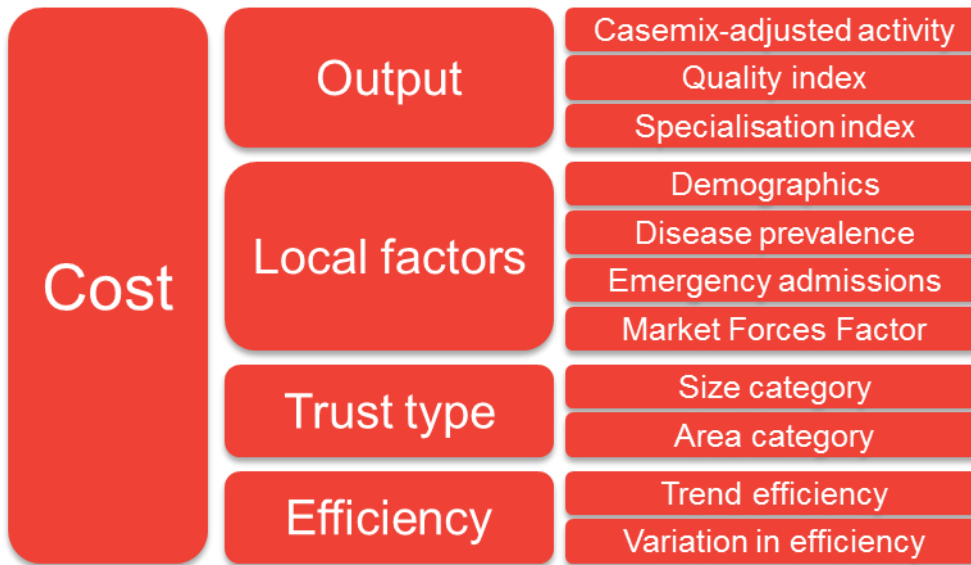 Cost
Output
Casemix-adjusted activity
Quality index
Specialisation index
Local factors
Demographics
Disease prevalence
Emergency admissions
Market Forces Factor
Trust type
Size category
Area category
Efficiency
Trend efficiency
Variation in efficiency